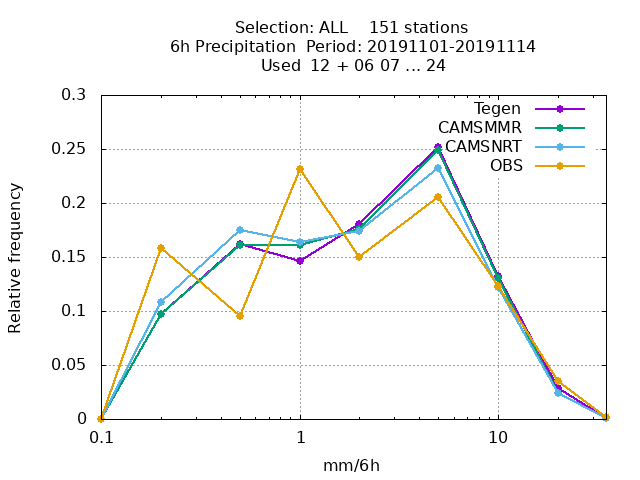 Selection: ALL    151 stations
6h Precipitation  Period: 20191101-20191114
Used  12 + 06 07 ... 24
Tegen
CAMSMMR
CAMSNRT
OBS
0.3
0.25
0.2
0.15
0.1
0.05
0
Relative frequency
0.1
1
10
mm/6h